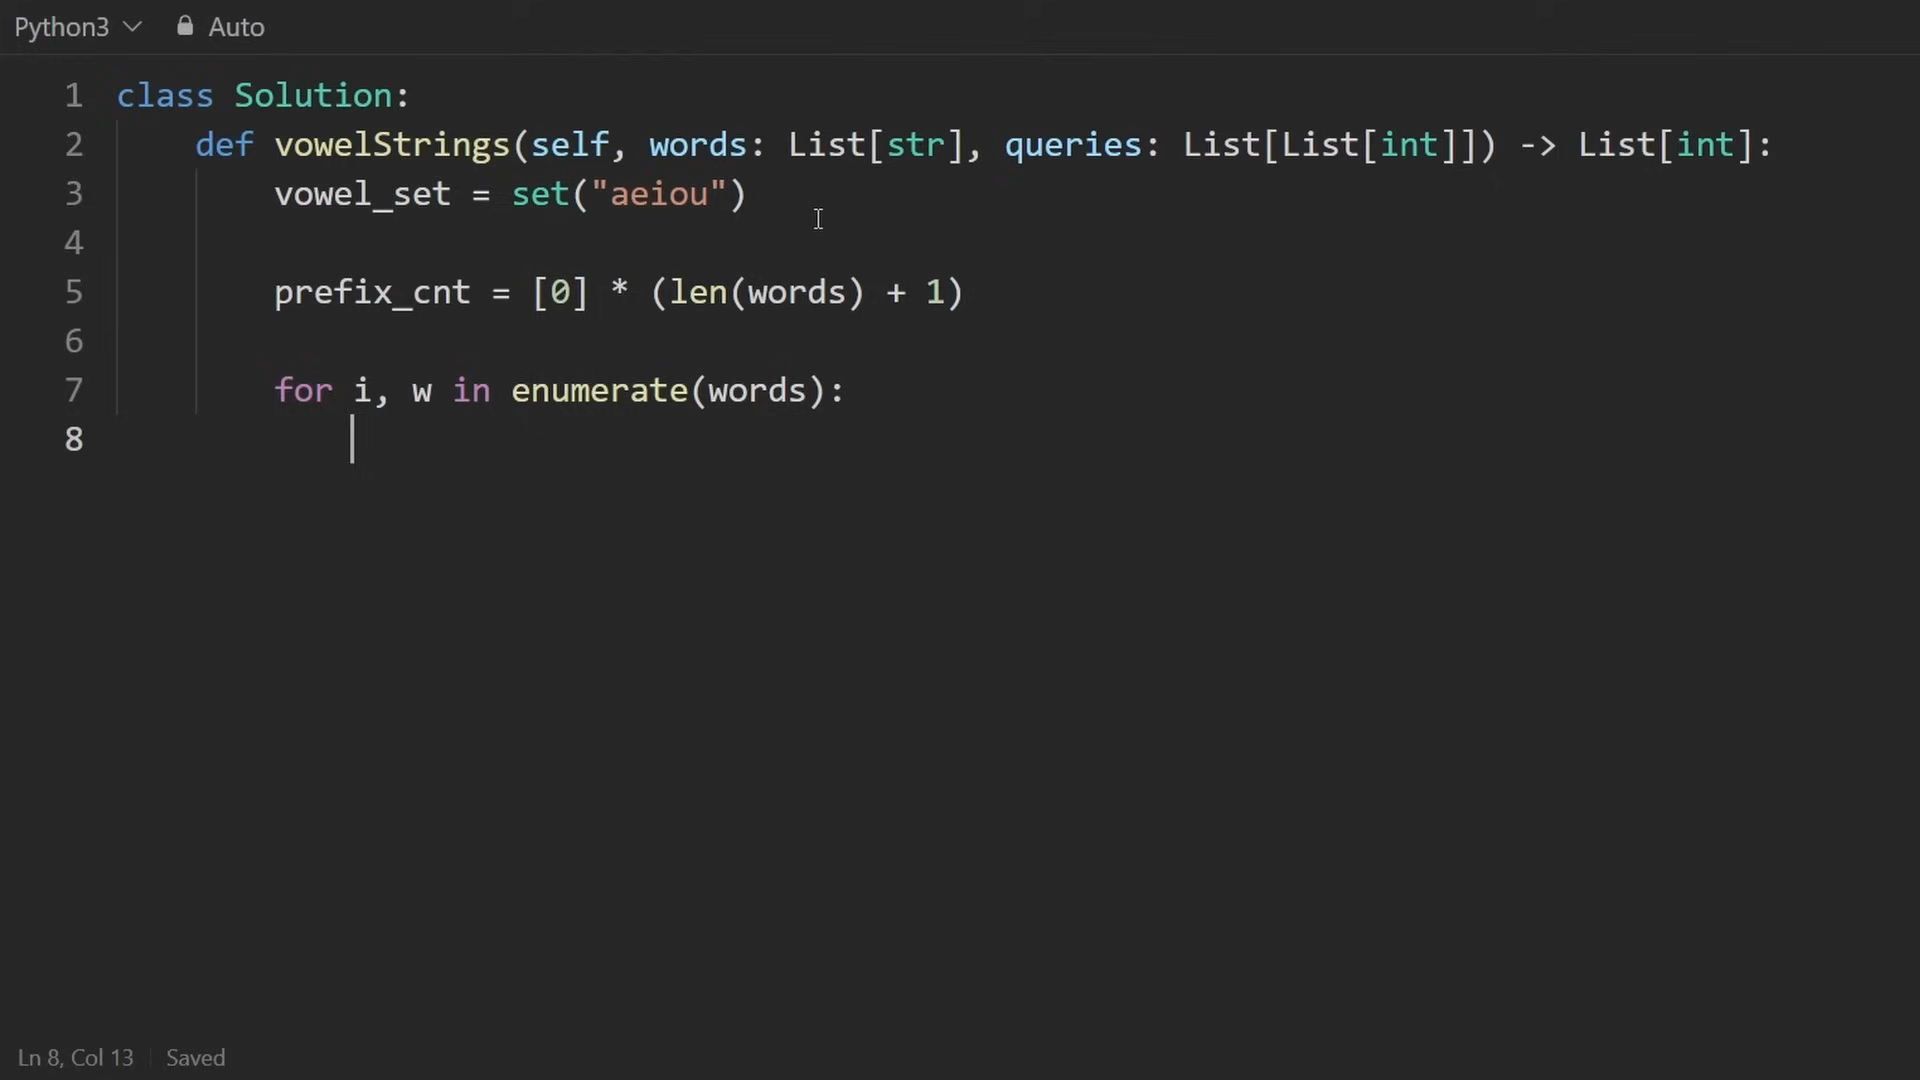 Python3 Auto
1 class Solution:
2 def vowelStrings(self, words: List[str], queries: List[List[int]]) -> List[int]:
3 vowel_set = set("aeiou")
4
5 prefix_cnt = [0] * (len(words) + 1)
6
7 for i, w in enumerate(words):
8
Ln 8, Col 13 Saved